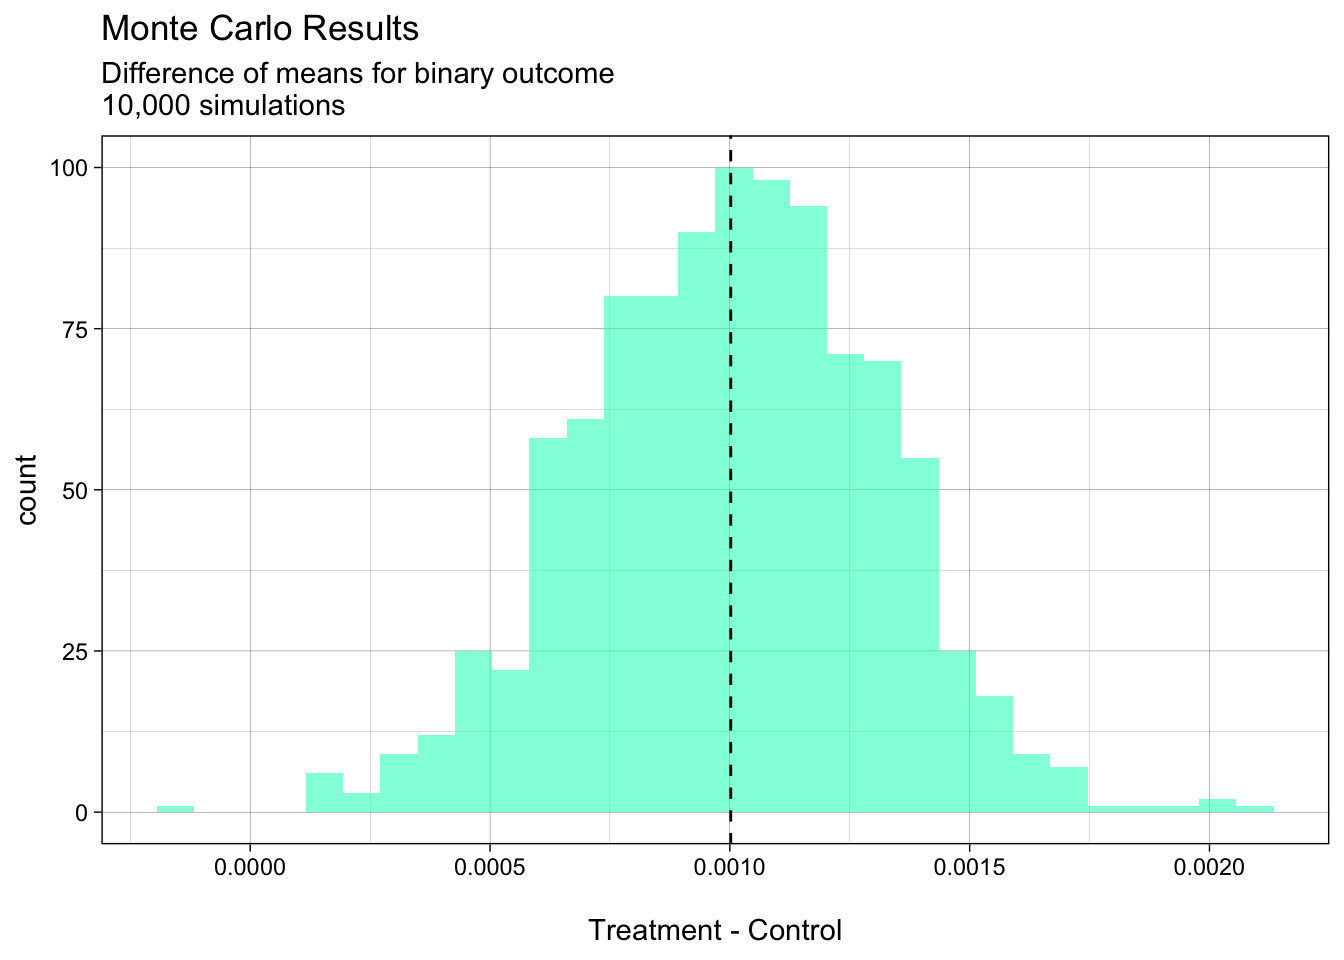 Monte Carlo Results
Difference of means for binary outcome
10,000 simulations
100
75
50
25
0
count
0.0000 0.0005 0.0010 0.0015 0.0020
Treatment - Control